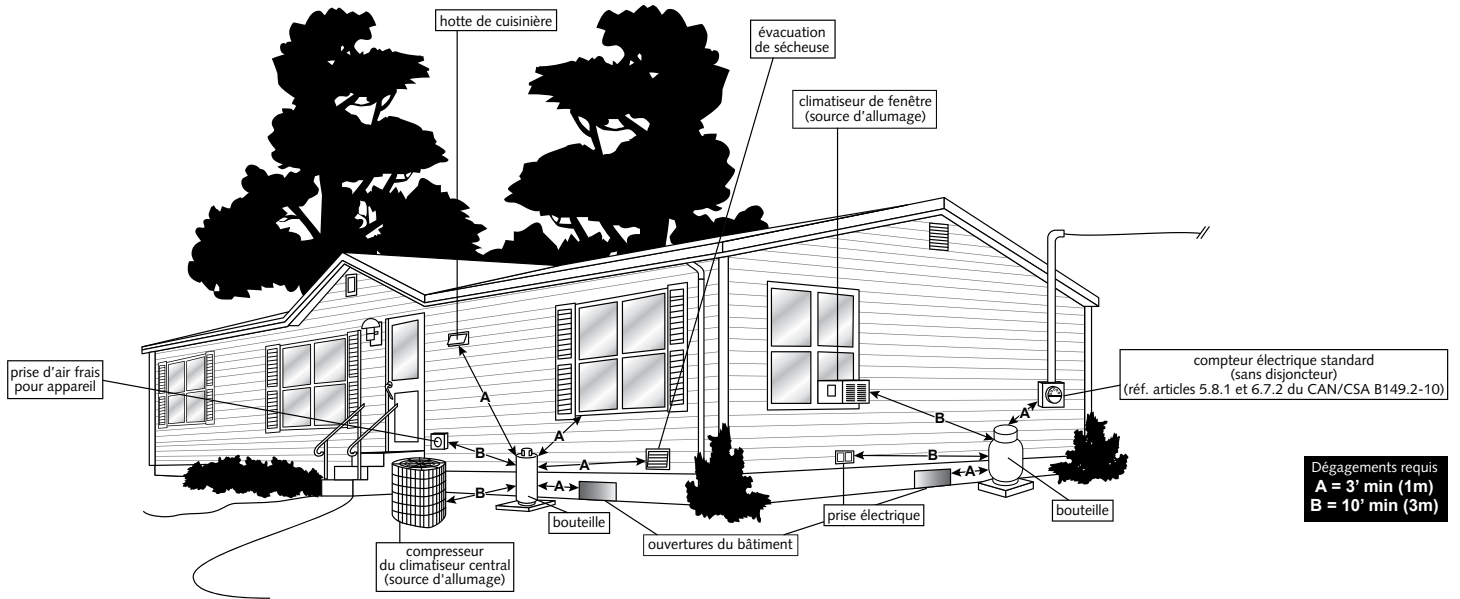 hotte de cuisinière
évacuation
de sécheuse
climatiseur de fenêtre
(source d'allumage)
prise d'air frais
pour appareil
compteur électrique standard
(sans disjoncteur)
(réf. articles 5.8.1 et 6.7.2 du CAN/CSA B149.2-10)
A
A
B
A
B
A
B
B
A
A
Dégagements requis
A = 3' min (1m)
B = 10' min (3m)
bouteille
prise électrique
bouteille
ouvertures du bâtiment
compresseur
du climatiseur central
(source d'allumage)